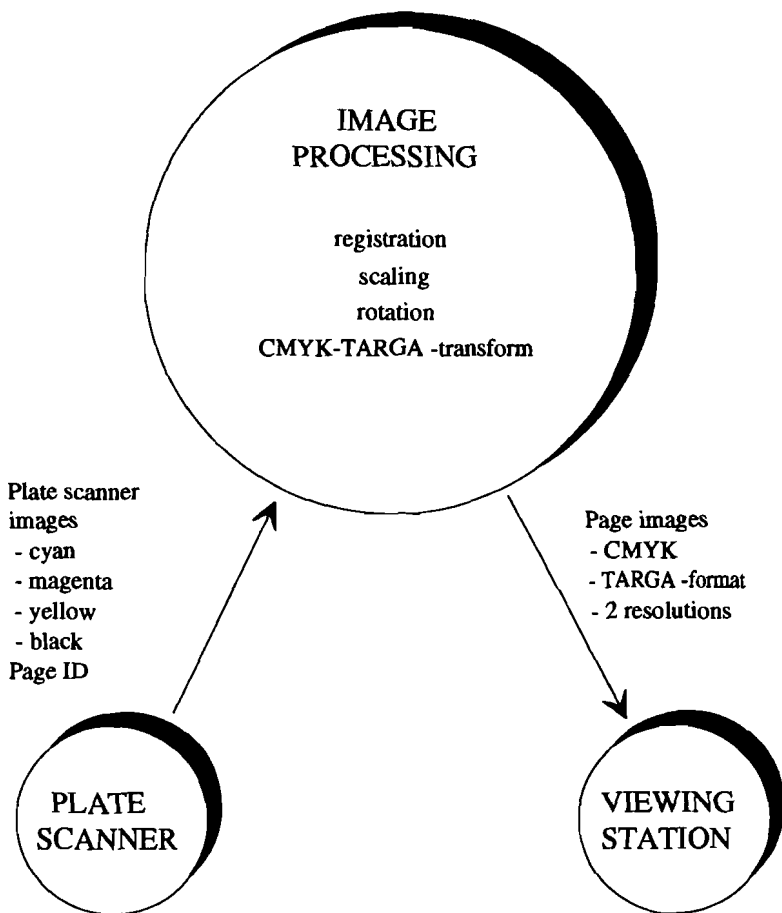 IMAGE
PROCESSING
registration
scaling
rotation
CMYK-TARGA -transform
Plate scanner
images
- cyan
- magenta
- yellow
- black
Page ID
Page images
- CMYK
- TARGA -format
- 2 resolutions
PLATE
SCANNER
VIEWING
STATION